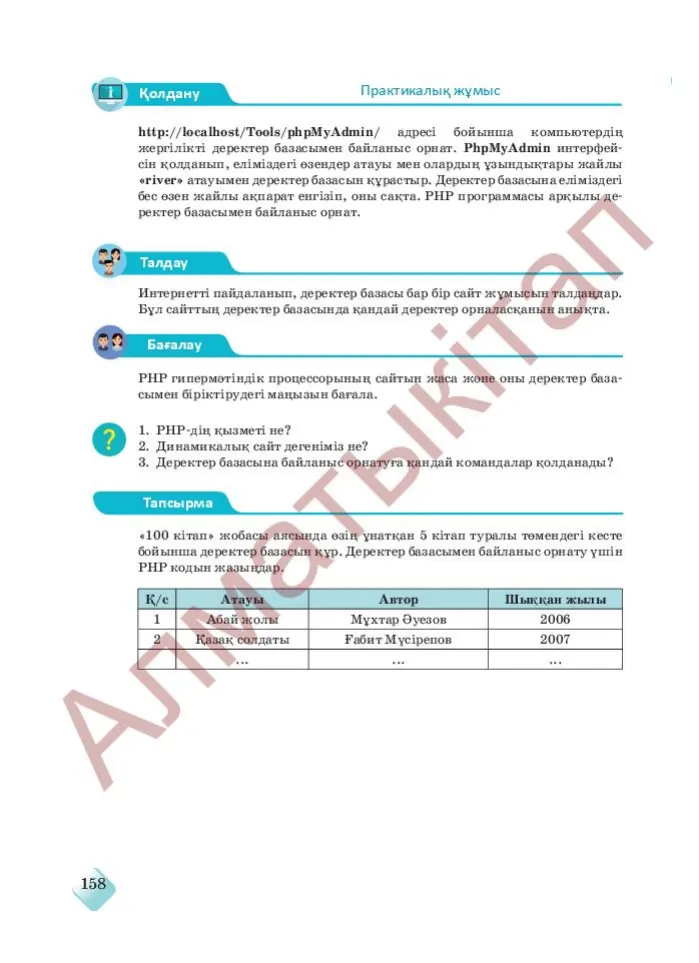 Қолдану
Практикалық жұмыс
http://localhost/Tools/phpMyAdmin/ адресі бойынша компьютердің
жергілікті деректер базасымен байланыс орнат. PhpMyAdmin интерфей-
сін қолданып, еліміздегі өзендер атауы мен олардың ұзындықтары жайлы
«river» атауымен деректер базасын құрастыр. Деректер базасына еліміздегі
бес өзен жайлы ақпарат енгізіп, оны сақта. PHP программасы арқылы де-
ректер базасымен байланыс орнат.
Талдау
Интернетті пайдаланып, деректер базасы бар бір сайт жұмысын талдаңдар.
Бұл сайттың деректер базасында қандай деректер орналасқанын анықта.
Бағалау
PHP гипермәтіндік процессорының сайтын жаса және оны деректер база-
сымен біріктірудегі маңызын бағала.
?
1. PHP-дің қызметі не?
2. Динамикалық сайт дегеніміз не?
3. Деректер базасына байланыс орнатуға қандай командалар қолданады?
Тапсырма
«100 кітап» жобасы аясында өзің ұнатқан 5 кітап туралы төмендегі кесте
бойынша деректер базасын құр. Деректер базасымен байланыс орнату үшін
PHP кодын жазыңдар.
Қ/с Атауы Автор Шыққан жылы
1 Абай жолы Мұхтар Әуезов 2006
2 Қазақ солдаты Ғабит Мүсірепов 2007
... ... ...
158
Алматыкітап